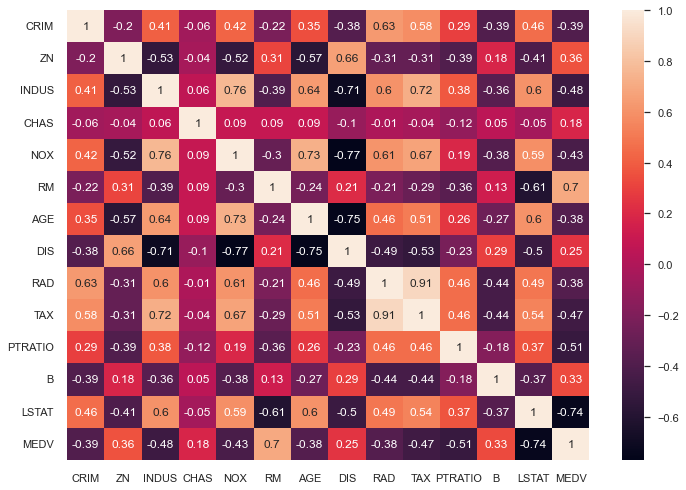 CRIM 1 -0.2 0.41 -0.06 0.42 -0.22 0.35 -0.38 0.63 0.58 0.29 -0.39 0.46 -0.39
ZN -0.2 1 -0.53 -0.04 -0.52 0.31 -0.57 0.66 -0.31 -0.31 -0.39 0.18 -0.41 0.36
INDUS 0.41 -0.53 1 0.06 0.76 -0.39 0.64 -0.71 0.6 0.72 0.38 -0.36 0.6 -0.48
CHAS -0.06 -0.04 0.06 1 0.09 0.09 0.09 -0.1 -0.01 -0.04 -0.12 0.05 -0.05 0.18
NOX 0.42 -0.52 0.76 0.09 1 -0.3 0.73 -0.77 0.61 0.67 0.19 -0.38 0.59 -0.43
RM -0.22 0.31 -0.39 0.09 -0.3 1 -0.24 0.21 -0.21 -0.29 -0.36 0.13 -0.61 0.7
AGE 0.35 -0.57 0.64 0.09 0.73 -0.24 1 -0.75 0.46 0.51 0.26 -0.27 0.6 -0.38
DIS -0.38 0.66 -0.71 -0.1 -0.77 0.21 -0.75 1 -0.49 -0.53 -0.23 0.29 -0.5 0.25
RAD 0.63 -0.31 0.6 -0.01 0.61 -0.21 0.46 -0.49 1 0.91 0.46 -0.44 0.49 -0.38
TAX 0.58 -0.31 0.72 -0.04 0.67 -0.29 0.51 -0.53 0.91 1 0.46 -0.44 0.54 -0.47
PTRATIO 0.29 -0.39 0.38 -0.12 0.19 -0.36 0.26 -0.23 0.46 0.46 1 -0.18 0.37 -0.51
B -0.39 0.18 -0.36 0.05 -0.38 0.13 -0.27 0.29 -0.44 -0.44 -0.18 1 -0.37 0.33
LSTAT 0.46 -0.41 0.6 -0.05 0.59 -0.61 0.6 -0.5 0.49 0.54 0.37 -0.37 1 -0.74
MEDV -0.39 0.36 -0.48 0.18 -0.43 0.7 -0.38 0.25 -0.38 -0.47 -0.51 0.33 -0.74 1
CRIM ZN INDUS CHAS NOX RM AGE DIS RAD TAX PTRATIO B LSTAT MEDV
1.0
0.8
0.6
0.4
0.2
0.0
-0.2
-0.4
-0.6